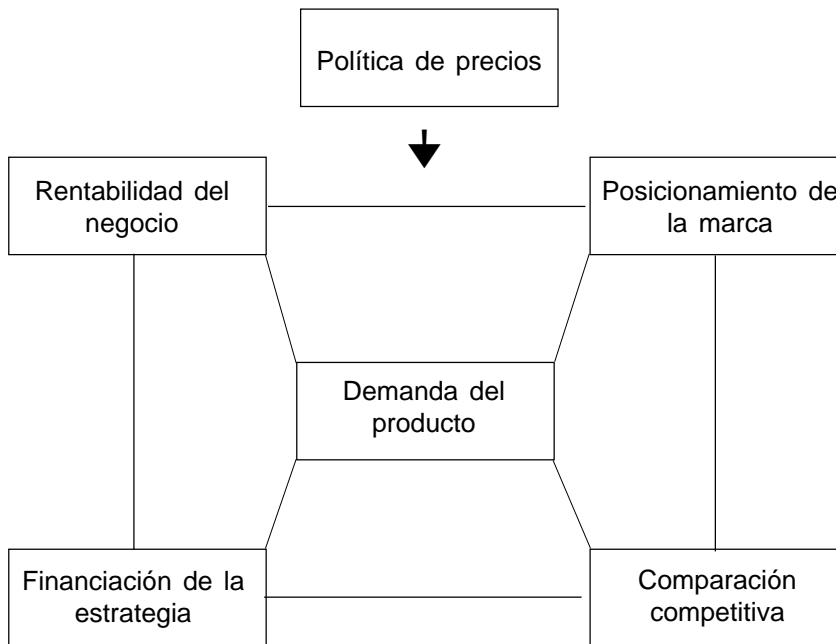 Política de precios
Rentabilidad del
negocio
Posicionamiento de
la marca
Demanda del
producto
Financiación de la
estrategia
Comparación
competitiva